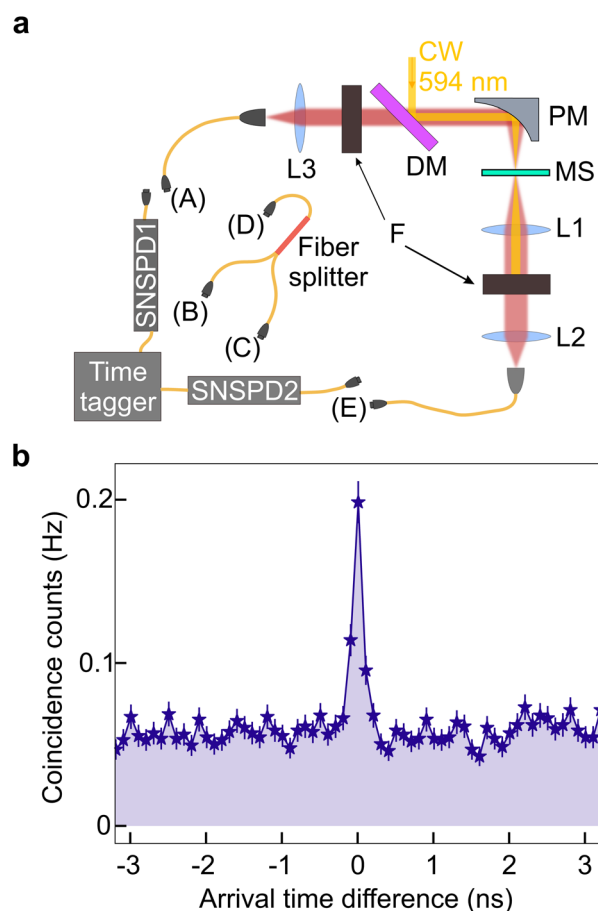 a
CW
594 nm
PM
DM
L3
MS
(A)
(D)
F
L1
Fiber
splitter
SNSPD1
(B)
(C)
L2
Time
tagger
SNSPD2
(E)
b
Coincidence counts (Hz)
0.2
0.1
0
-3
-2
-1
0
1
2
3
Arrival time difference (ns)